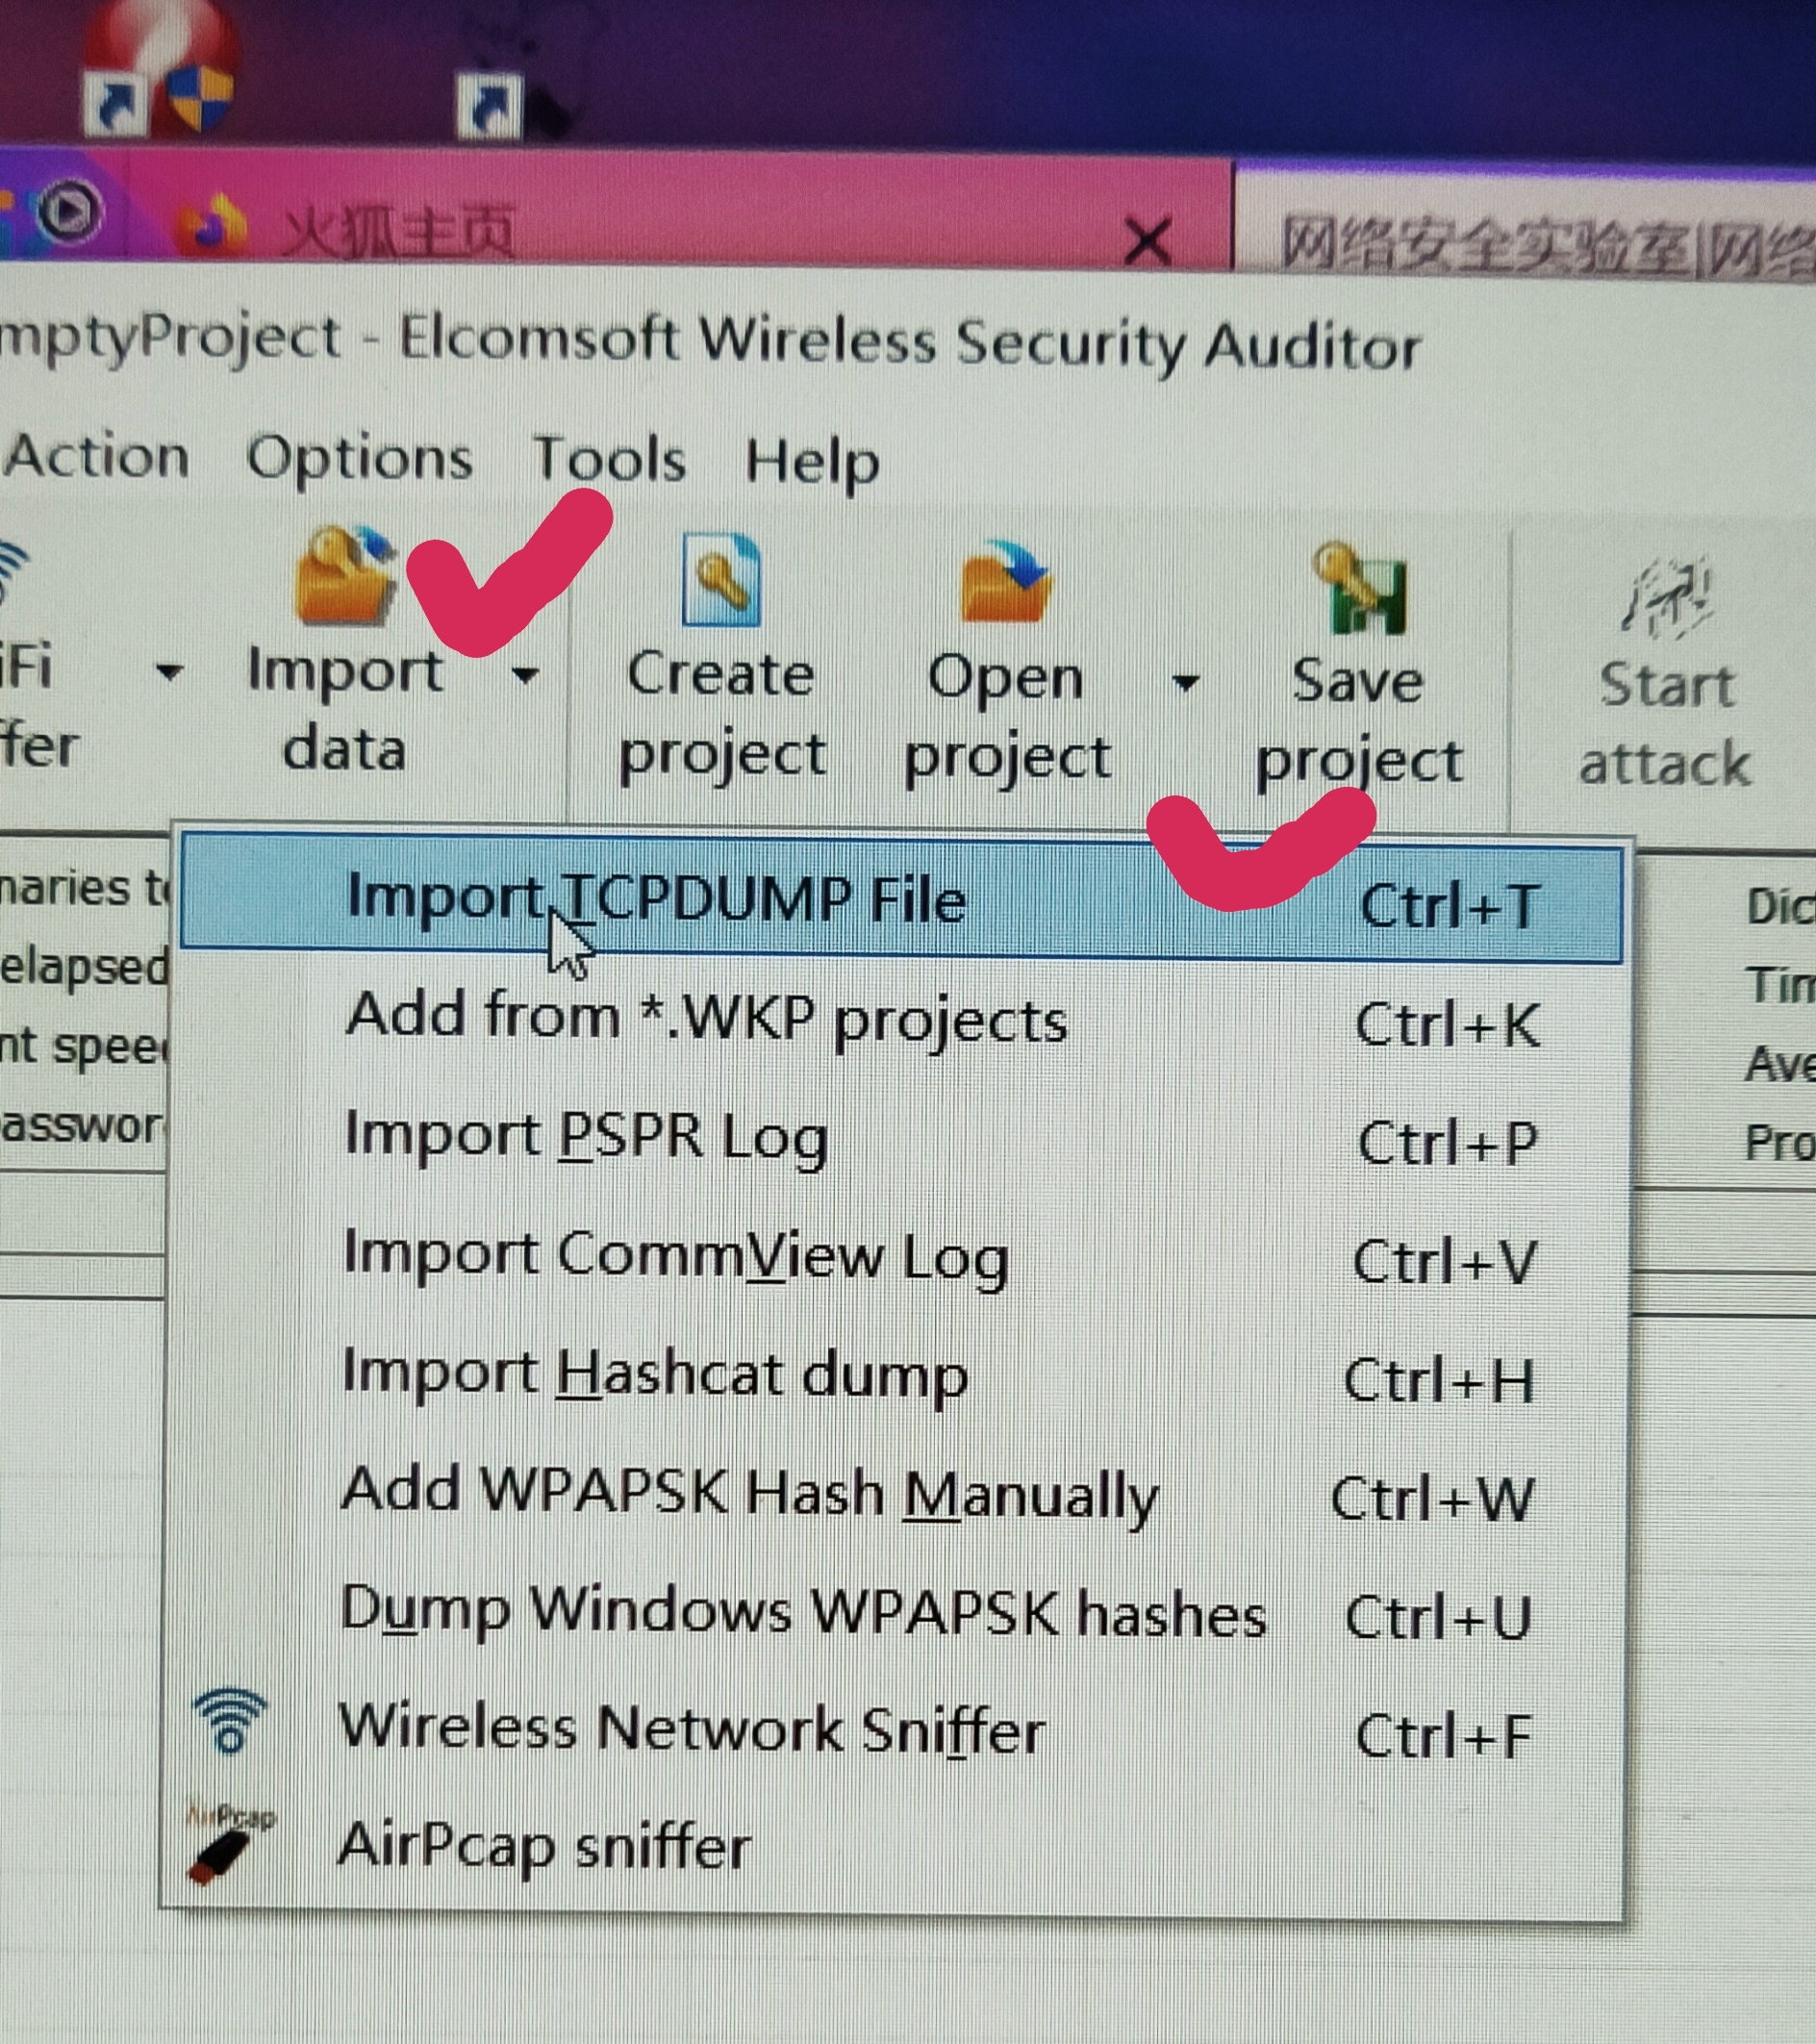 火狐主页
网络安全实验室|网络
mptyProject - Elcomsoft Wireless Security Auditor
Action Options Tools Help
iFi Import Create Open Save Start
ffer data project project project attack
Import TCPDUMP File Ctrl+T
Add from *.WKP projects Ctrl+K
Import PSPR Log Ctrl+P
Import CommView Log Ctrl+V
Import Hashcat dump Ctrl+H
Add WPAPSK Hash Manually Ctrl+W
Dump Windows WPAPSK hashes Ctrl+U
Wireless Network Sniffer Ctrl+F
AirPcap
AirPcap sniffer
naries to
elapsed
nt speed
asswor
Dic
Tim
Ave
Pro